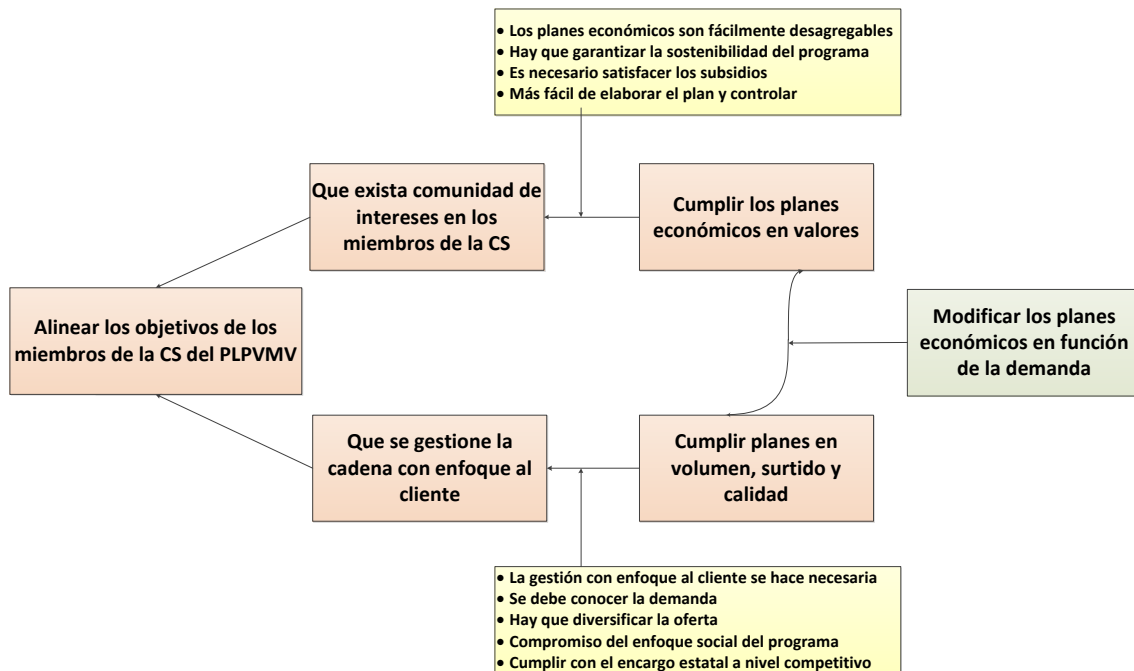 • Los planes económicos son fácilmente desagregables
• Hay que garantizar la sostenibilidad del programa
• Es necesario satisfacer los subsidios
• Más fácil de elaborar el plan y controlar
Que exista comunidad de
intereses en los
miembros de la CS
Cumplir los planes
económicos en valores
Alinear los objetivos de los
miembros de la CS del PLPVMV
Modificar los planes
económicos en función
de la demanda
Que se gestione la
cadena con enfoque al
cliente
Cumplir planes en
volumen, surtido y
calidad
• La gestión con enfoque al cliente se hace necesaria
• Se debe conocer la demanda
• Hay que diversificar la oferta
• Compromiso del enfoque social del programa
• Cumplir con el encargo estatal a nivel competitivo